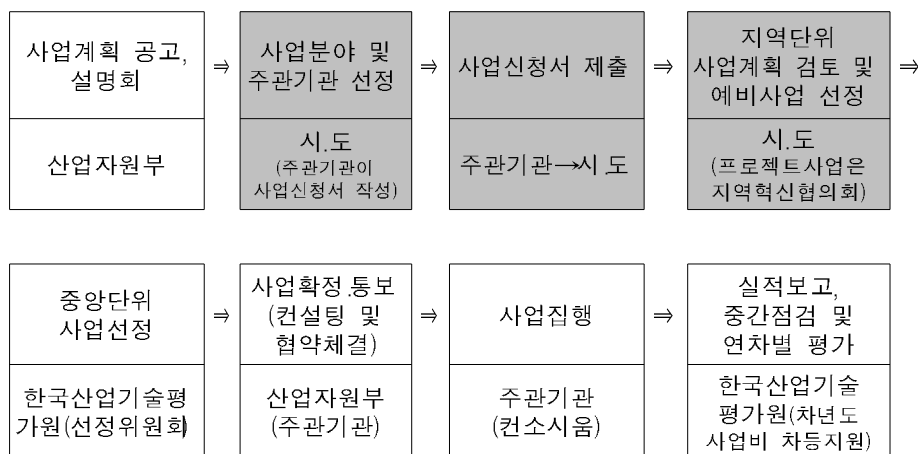 사업계획 공고,
설명회
⇒
사업분야 및
주관기관 선정
⇒
사업신청서 제출
⇒
지역단위
사업계획 검토 및
예비사업 선정
⇒
산업자원부
시.도
(주관기관이
사업신청서 작성)
주관기관→시.도
시.도
(프로젝트사업은
지역혁신협의회)
중앙단위
사업선정
⇒
사업확정.통보
(컨설팅 및
협약체결)
⇒
사업집행
⇒
실적보고,
중간점검 및
연차별 평가
한국산업기술평
가원(선정위원회)
산업자원부
(주관기관)
주관기관
(컨소시움)
한국산업기술
평가원(차년도
사업비 차등지원)